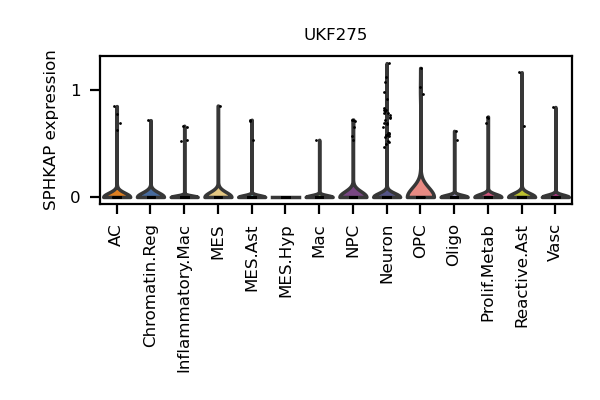 UKF275
SPHKAP expression
1
0
AC
Chromatin.Reg
Inflammatory.Mac
MES
MES.Ast
MES.Hyp
Mac
NPC
Neuron
OPC
Oligo
Prolif.Metab
Reactive.Ast
Vasc